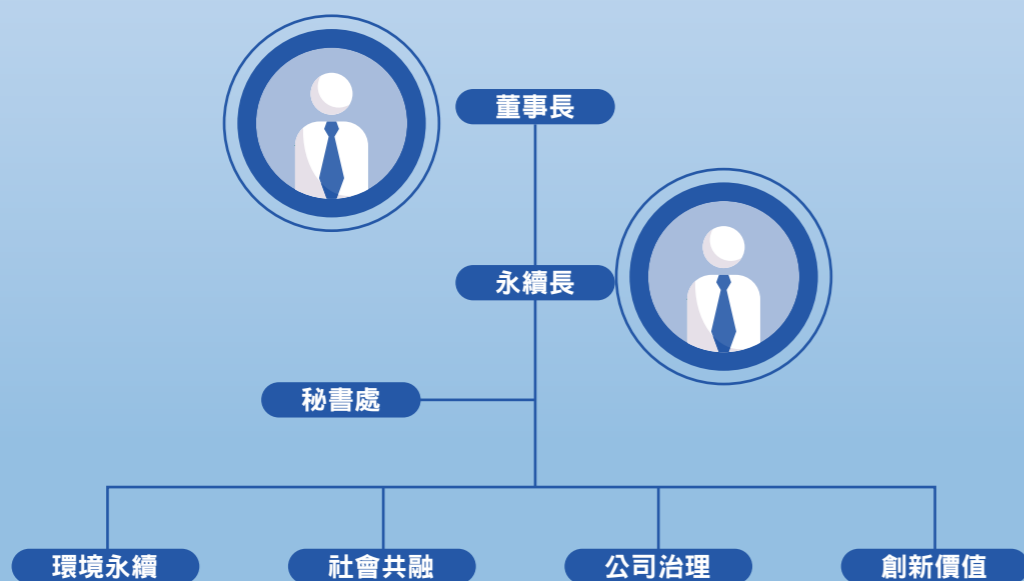 董事長
永續長
秘書處
環境永續
社會共融
公司治理
創新價值